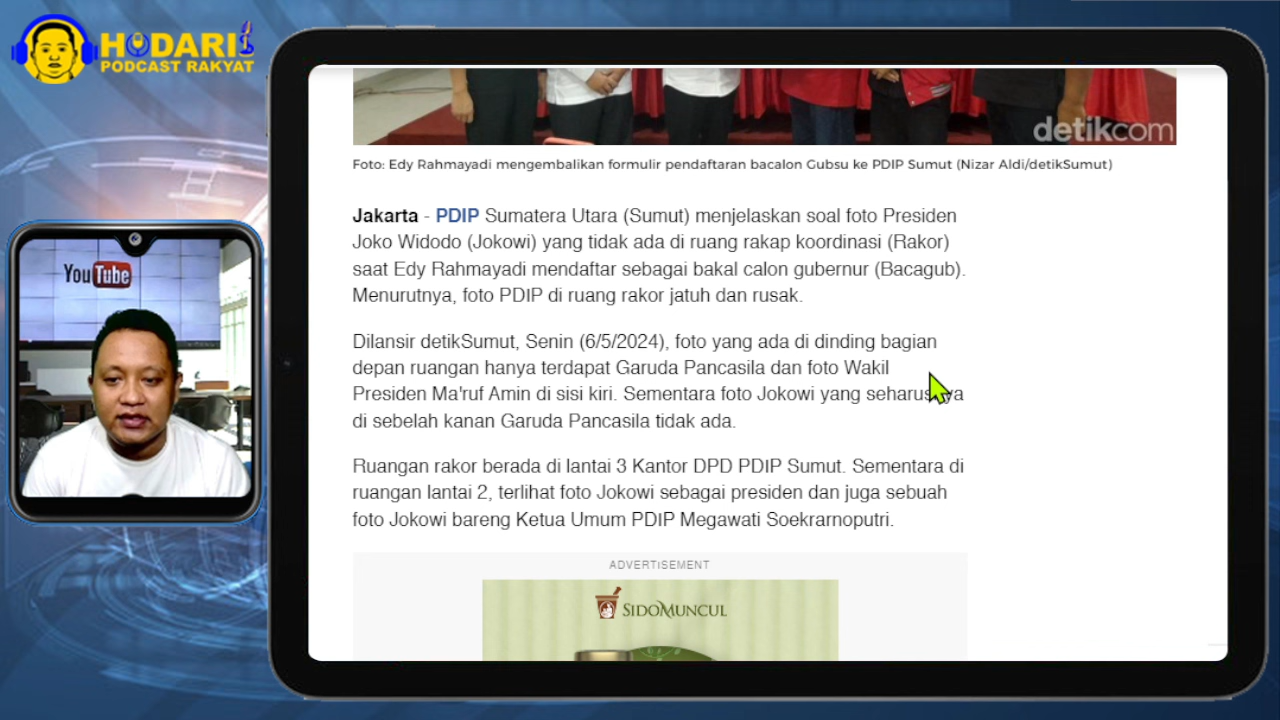 HODARI
PODCAST RAKYAT
YouTube
detikcom
Foto: Edy Rahmayadi mengembalikan formulir pendaftaran bacalon Gubsu ke PDIP Sumut (Nizar Aldi/detikSumut)
Jakarta - PDIP Sumatera Utara (Sumut) menjelaskan soal foto Presiden
Joko Widodo (Jokowi) yang tidak ada di ruang rakap koordinasi (Rakor)
saat Edy Rahmayadi mendaftar sebagai bakal calon gubernur (Bacagub).
Menurutnya, foto PDIP di ruang rakor jatuh dan rusak.
Dilansir detikSumut, Senin (6/5/2024), foto yang ada di dinding bagian
depan ruangan hanya terdapat Garuda Pancasila dan foto Wakil
Presiden Ma'ruf Amin di sisi kiri. Sementara foto Jokowi yang seharusnya
di sebelah kanan Garuda Pancasila tidak ada.
Ruangan rakor berada di lantai 3 Kantor DPD PDIP Sumut. Sementara di
ruangan lantai 2, terlihat foto Jokowi sebagai presiden dan juga sebuah
foto Jokowi bareng Ketua Umum PDIP Megawati Soekrarnoputri.
ADVERTISEMENT
SIDOMUNCUL